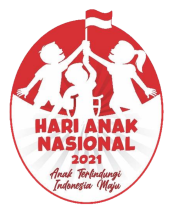 HARI ANAK
NASIONAL
2021
Anak Terlindungi
Indonesia Maju